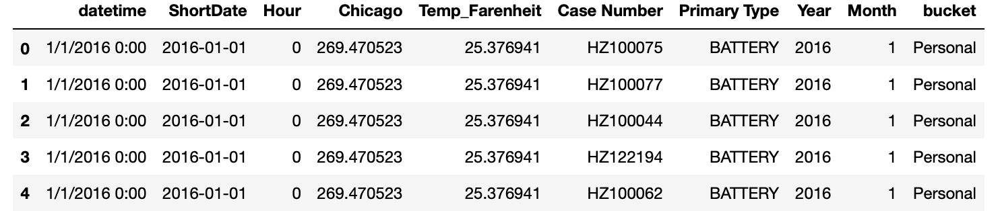 datetime ShortDate Hour Chicago Temp_Farenheit Case Number Primary Type Year Month bucket
0 1/1/2016 0:00 2016-01-01 0 269.470523 25.376941 HZ100075 BATTERY 2016 1 Personal
1 1/1/2016 0:00 2016-01-01 0 269.470523 25.376941 HZ100077 BATTERY 2016 1 Personal
2 1/1/2016 0:00 2016-01-01 0 269.470523 25.376941 HZ100044 BATTERY 2016 1 Personal
3 1/1/2016 0:00 2016-01-01 0 269.470523 25.376941 HZ122194 BATTERY 2016 1 Personal
4 1/1/2016 0:00 2016-01-01 0 269.470523 25.376941 HZ100062 BATTERY 2016 1 Personal